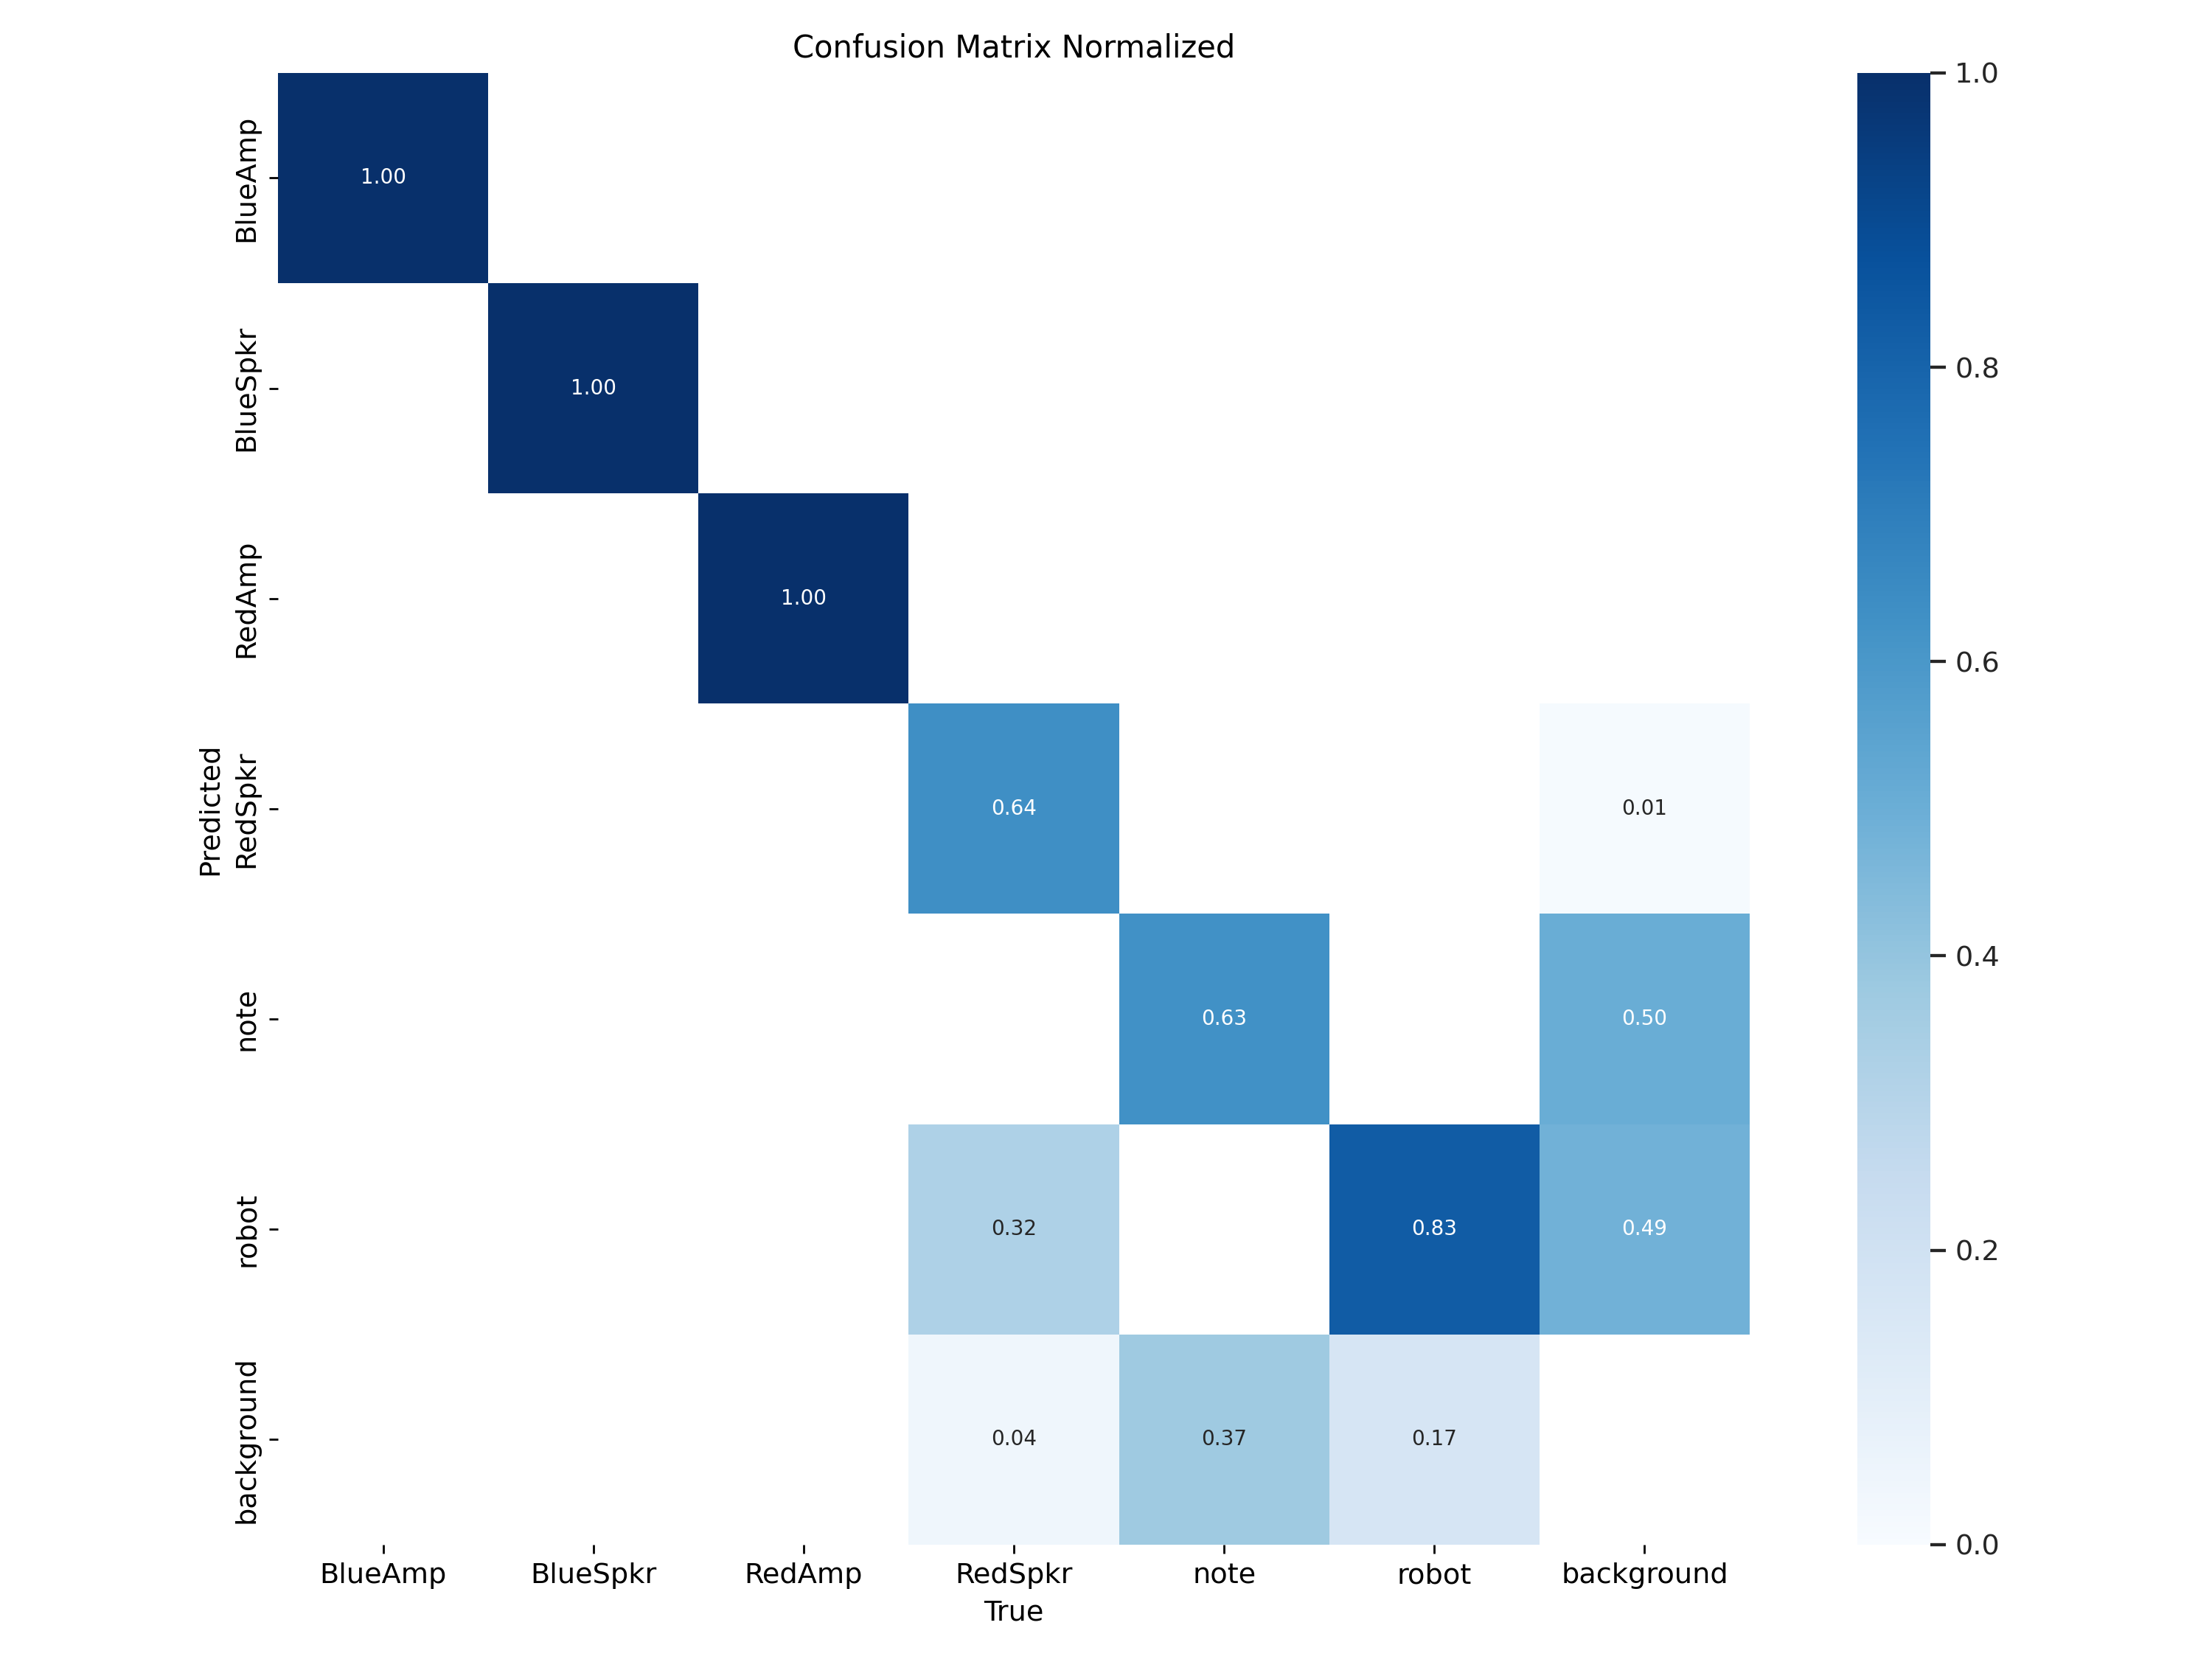 Confusion Matrix Normalized
BlueAmp
BlueSpkr
RedAmp
RedSpkr
note
robot
background
Predicted
1.00
1.00
1.00
0.64
0.01
0.63
0.50
0.32
0.83
0.49
0.04
0.37
0.17
BlueAmp
BlueSpkr
RedAmp
RedSpkr
note
robot
background
True
1.0
0.8
0.6
0.4
0.2
0.0